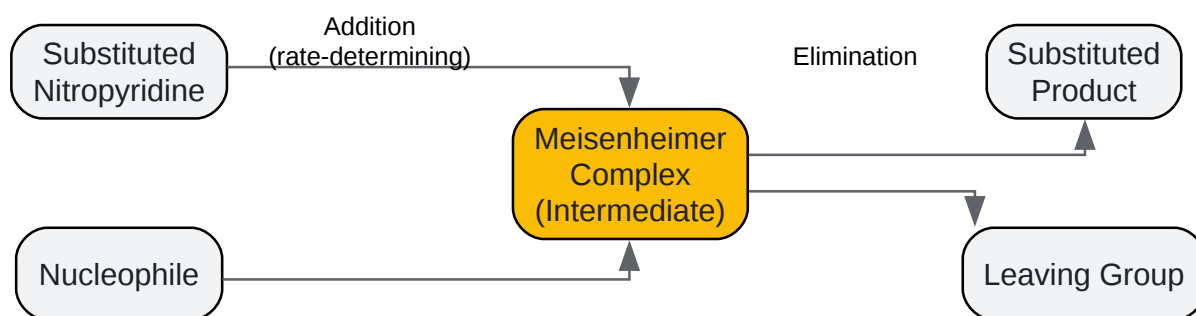 Substituted
Nitropyridine
Addition
(rate-determining)
Elimination
Substituted
Product
Meisenheimer
Complex
(Intermediate)
Nucleophile
Leaving Group